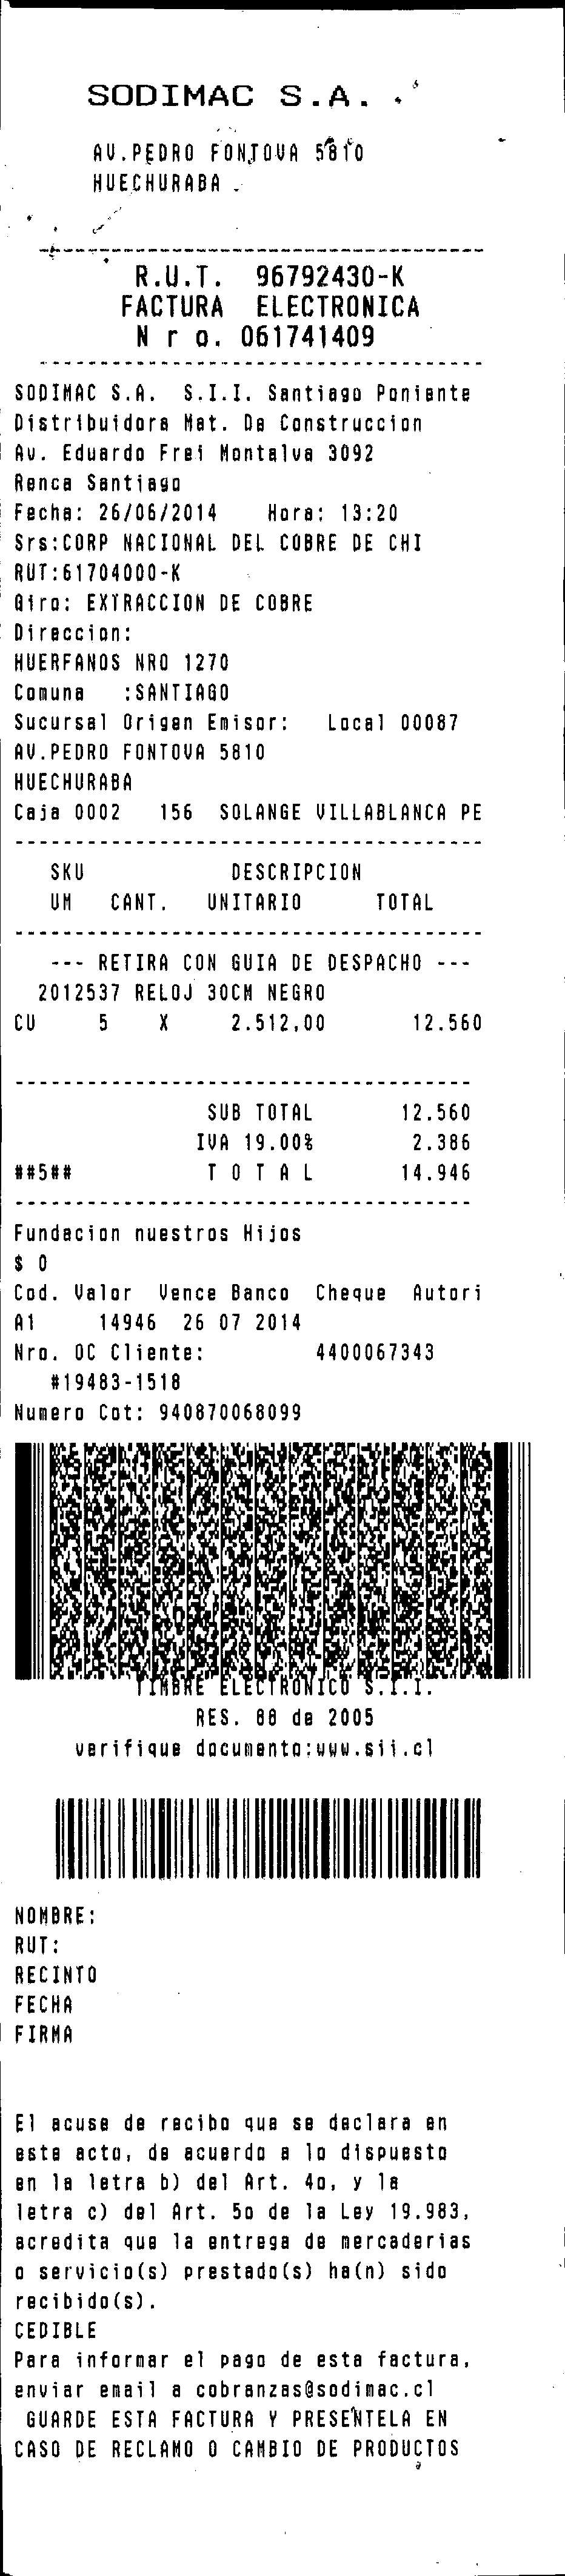 SODIMAC S.A.
AV.PEDRO FONTOVA 5810
HUECHURABA
R.U.T. 96792430-K
FACTURA ELECTRONICA
N r o. 061741409
SODIMAC S.A. S.I.I. Santiago Poniente
Distribuidora Mat. De Construccion
Av. Eduardo Frei Montalva 3092
Renca Santiago
Fecha: 26/06/2014 Hora: 13:20
Srs:CORP NACIONAL DEL COBRE DE CHI
RUT:61704000-K
Giro: EXTRACCION DE COBRE
Direccion:
HUERFANOS NRO 1270
Comuna :SANTIAGO
Sucursal Origen Emisor: Local 00087
AV.PEDRO FONTOVA 5810
HUECHURABA
Caja 0002 156 SOLANGE VILLABLANCA PE
SKU DESCRIPCION
UM CANT. UNITARIO TOTAL
--- RETIRA CON GUIA DE DESPACHO ---
2012537 RELOJ 30CM NEGRO
CU 5 X 2.512,00 12.560
SUB TOTAL 12.560
IVA 19.00% 2.386
##5## T O T A L 14.946
Fundacion nuestros Hijos
$ 0
Cod. Valor Vence Banco Cheque Autori
A1 14946 26 07 2014
Nro. OC Cliente: 4400067343
#19483-1518
Numero Cot: 940870068099
TIMBRE ELECTRONICO S.I.I.
RES. 88 de 2005
verifique documento:www.sii.cl
NOMBRE:
RUT:
RECINTO
FECHA
FIRMA
El acuse de recibo que se declara en
este acto, de acuerdo a lo dispuesto
en la letra b) del Art. 4o, y la
letra c) del Art. 5o de la Ley 19.983,
acredita que la entrega de mercaderias
o servicio(s) prestado(s) ha(n) sido
recibido(s).
CEDIBLE
Para informar el pago de esta factura,
enviar email a cobranzas@sodimac.cl
GUARDE ESTA FACTURA Y PRESENTELA EN
CASO DE RECLAMO O CAMBIO DE PRODUCTOS